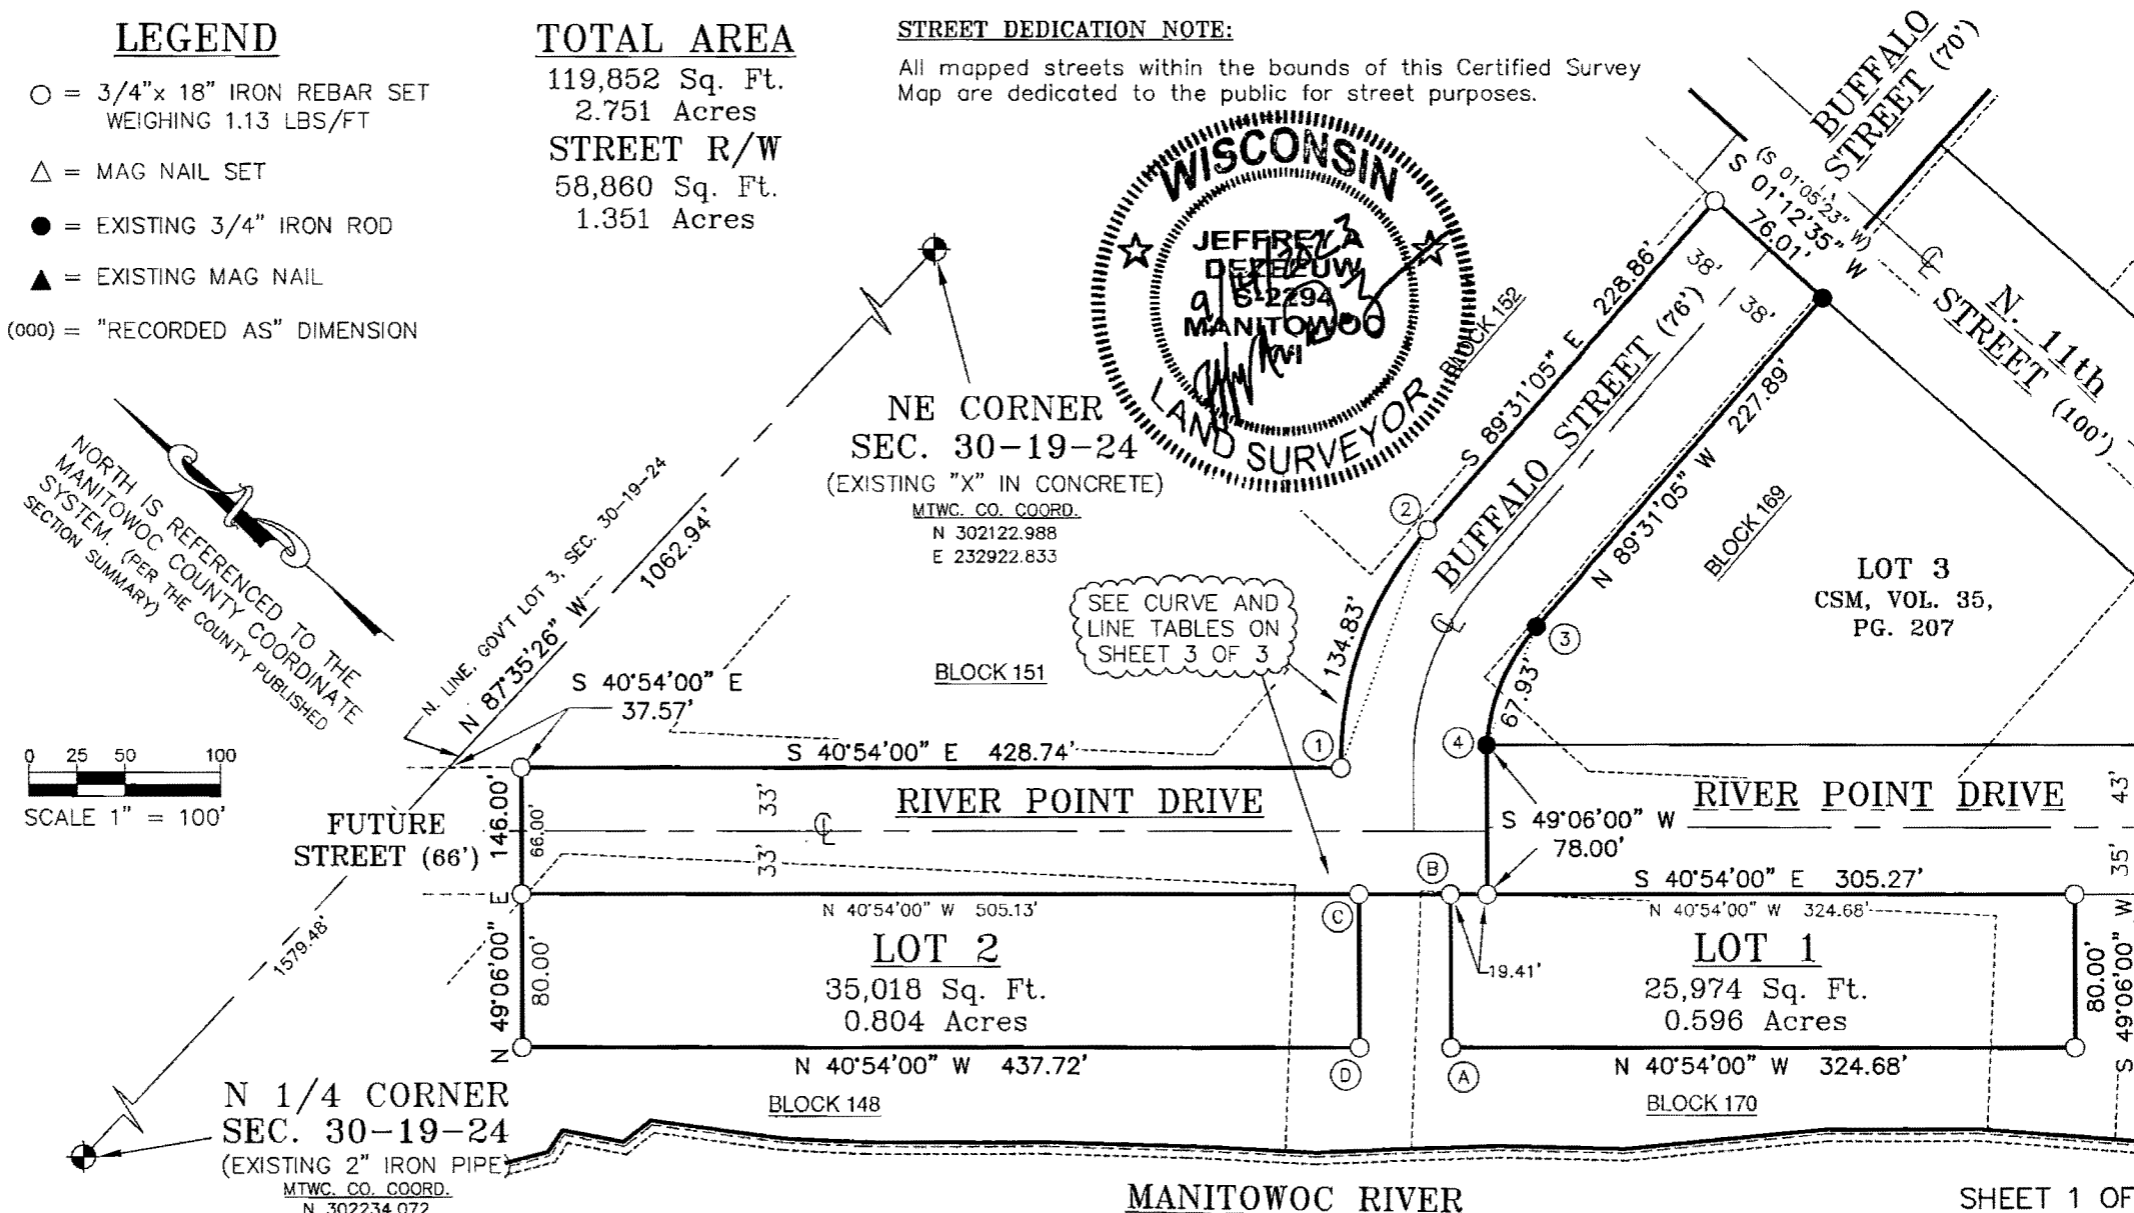 LEGEND
○ = 3/4"x 18" IRON REBAR SET
WEIGHING 1.13 LBS/FT
△ = MAG NAIL SET
● = EXISTING 3/4" IRON ROD
▲ = EXISTING MAG NAIL
(000) = "RECORDED AS" DIMENSION
TOTAL AREA
119,852 Sq. Ft.
2.751 Acres
STREET R/W
58,860 Sq. Ft.
1.351 Acres
STREET DEDICATION NOTE:
All mapped streets within the bounds of this Certified Survey
Map are dedicated to the public for street purposes.
WISCONSIN
JEFFREY A
DEZEEUW
S-2294
MANITOWOC
WI
LAND SURVEYOR
9/14/2023
BUFFALO
STREET (70')
(S 01°05'23" W)
S 01°12'35" W
76.01'
N. 11th
STREET (100')
38'
38'
S 89°31'05" E 228.86'
BUFFALO STREET (76')
BLOCK 152
N 89°31'05" W 227.89'
BLOCK 169
LOT 3
CSM, VOL. 35,
PG. 207
NE CORNER
SEC. 30-19-24
(EXISTING "X" IN CONCRETE)
MTWC. CO. COORD.
N 302122.988
E 232922.833
NORTH IS REFERENCED TO THE
MANITOWOC COUNTY COORDINATE
SYSTEM. (PER THE COUNTY PUBLISHED
SECTION SUMMARY)
N. LINE, GOV'T LOT 3, SEC. 30-19-24
N 87°35'26" W
1062.94'
S 40°54'00" E
37.57'
BLOCK 151
SEE CURVE AND
LINE TABLES ON
SHEET 3 OF 3
2
134.83'
3
67.93'
1
4
0 25 50 100
SCALE 1" = 100'
S 40°54'00" E 428.74'
RIVER POINT DRIVE
33'
33'
RIVER POINT DRIVE
43'
35'
S 49°06'00" W
78.00'
FUTURE
STREET (66')
146.00'
66.00'
N 49°06'00" E
80.00'
1579.48'
N 40°54'00" W 505.13'
LOT 2
35,018 Sq. Ft.
0.804 Acres
N 40°54'00" W 437.72'
B
C
D
A
19.41'
S 40°54'00" E 305.27'
N 40°54'00" W 324.68'
LOT 1
25,974 Sq. Ft.
0.596 Acres
N 40°54'00" W 324.68'
80.00'
S 49°06'00" W
BLOCK 148
BLOCK 170
N 1/4 CORNER
SEC. 30-19-24
(EXISTING 2" IRON PIPE)
MTWC. CO. COORD.
N 302234.072
MANITOWOC RIVER
SHEET 1 OF